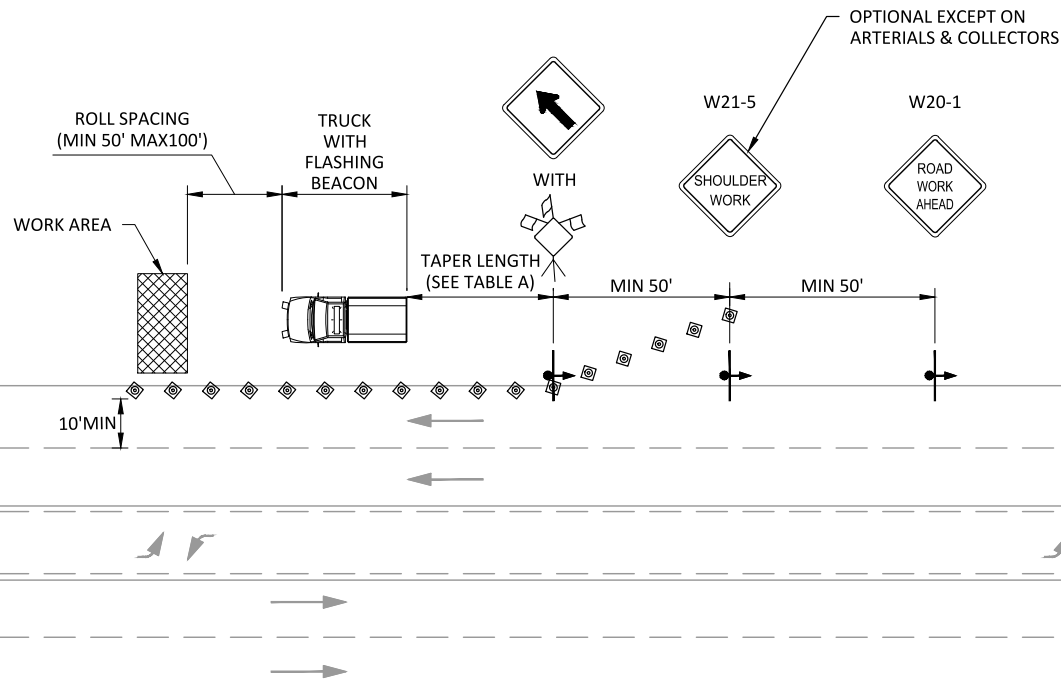 OPTIONAL EXCEPT ON
ARTERIALS & COLLECTORS
W21-5
W20-1
ROLL SPACING
(MIN 50' MAX100')
TRUCK
WITH
FLASHING
BEACON
WITH
SHOULDER
WORK
ROAD
WORK
AHEAD
WORK AREA
TAPER LENGTH
(SEE TABLE A)
MIN 50'
MIN 50'
10'MIN